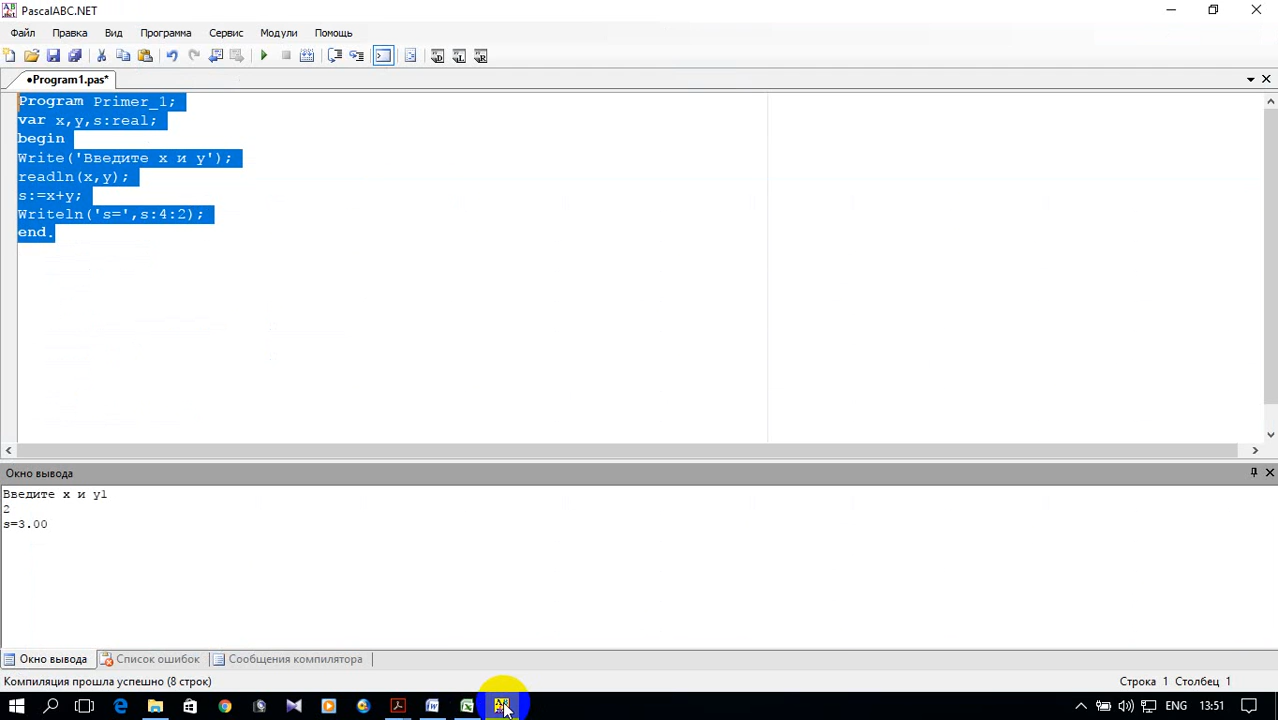 PascalABC.NET
Файл Правка Вид Программа Сервис Модули Помощь
•Program1.pas*
Program Primer_1;
var x,y,s:real;
begin
Write('Введите x и y');
readln(x,y);
s:=x+y;
Writeln('s=',s:4:2);
end.
Окно вывода
Введите x и y1
2
s=3.00
Окно вывода Список ошибок Сообщения компилятора
Компиляция прошла успешно (8 строк) Строка 1 Столбец 1
ENG 13:51